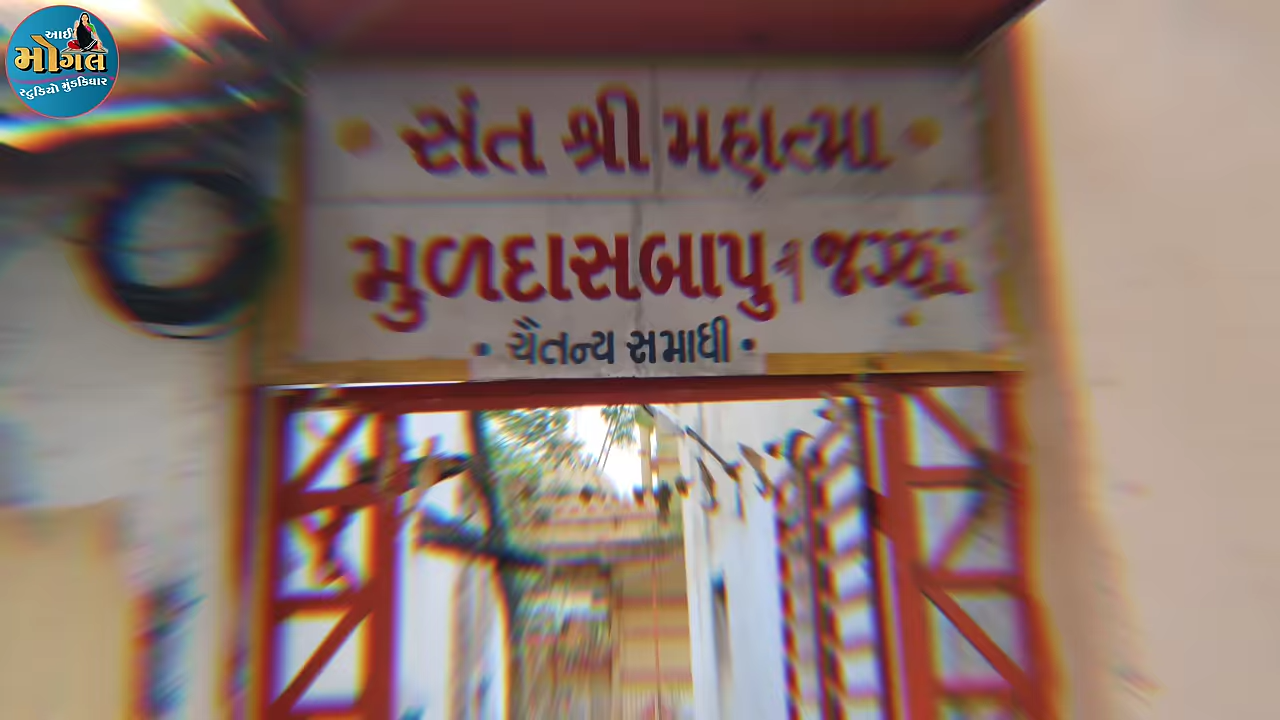 આઈ
મોગલ
સ્ટુડિયો મુંડકિધાર
સંત શ્રી મહાત્મા
મુળદાસબાપુ ની
ચૈતન્ય સમાધી